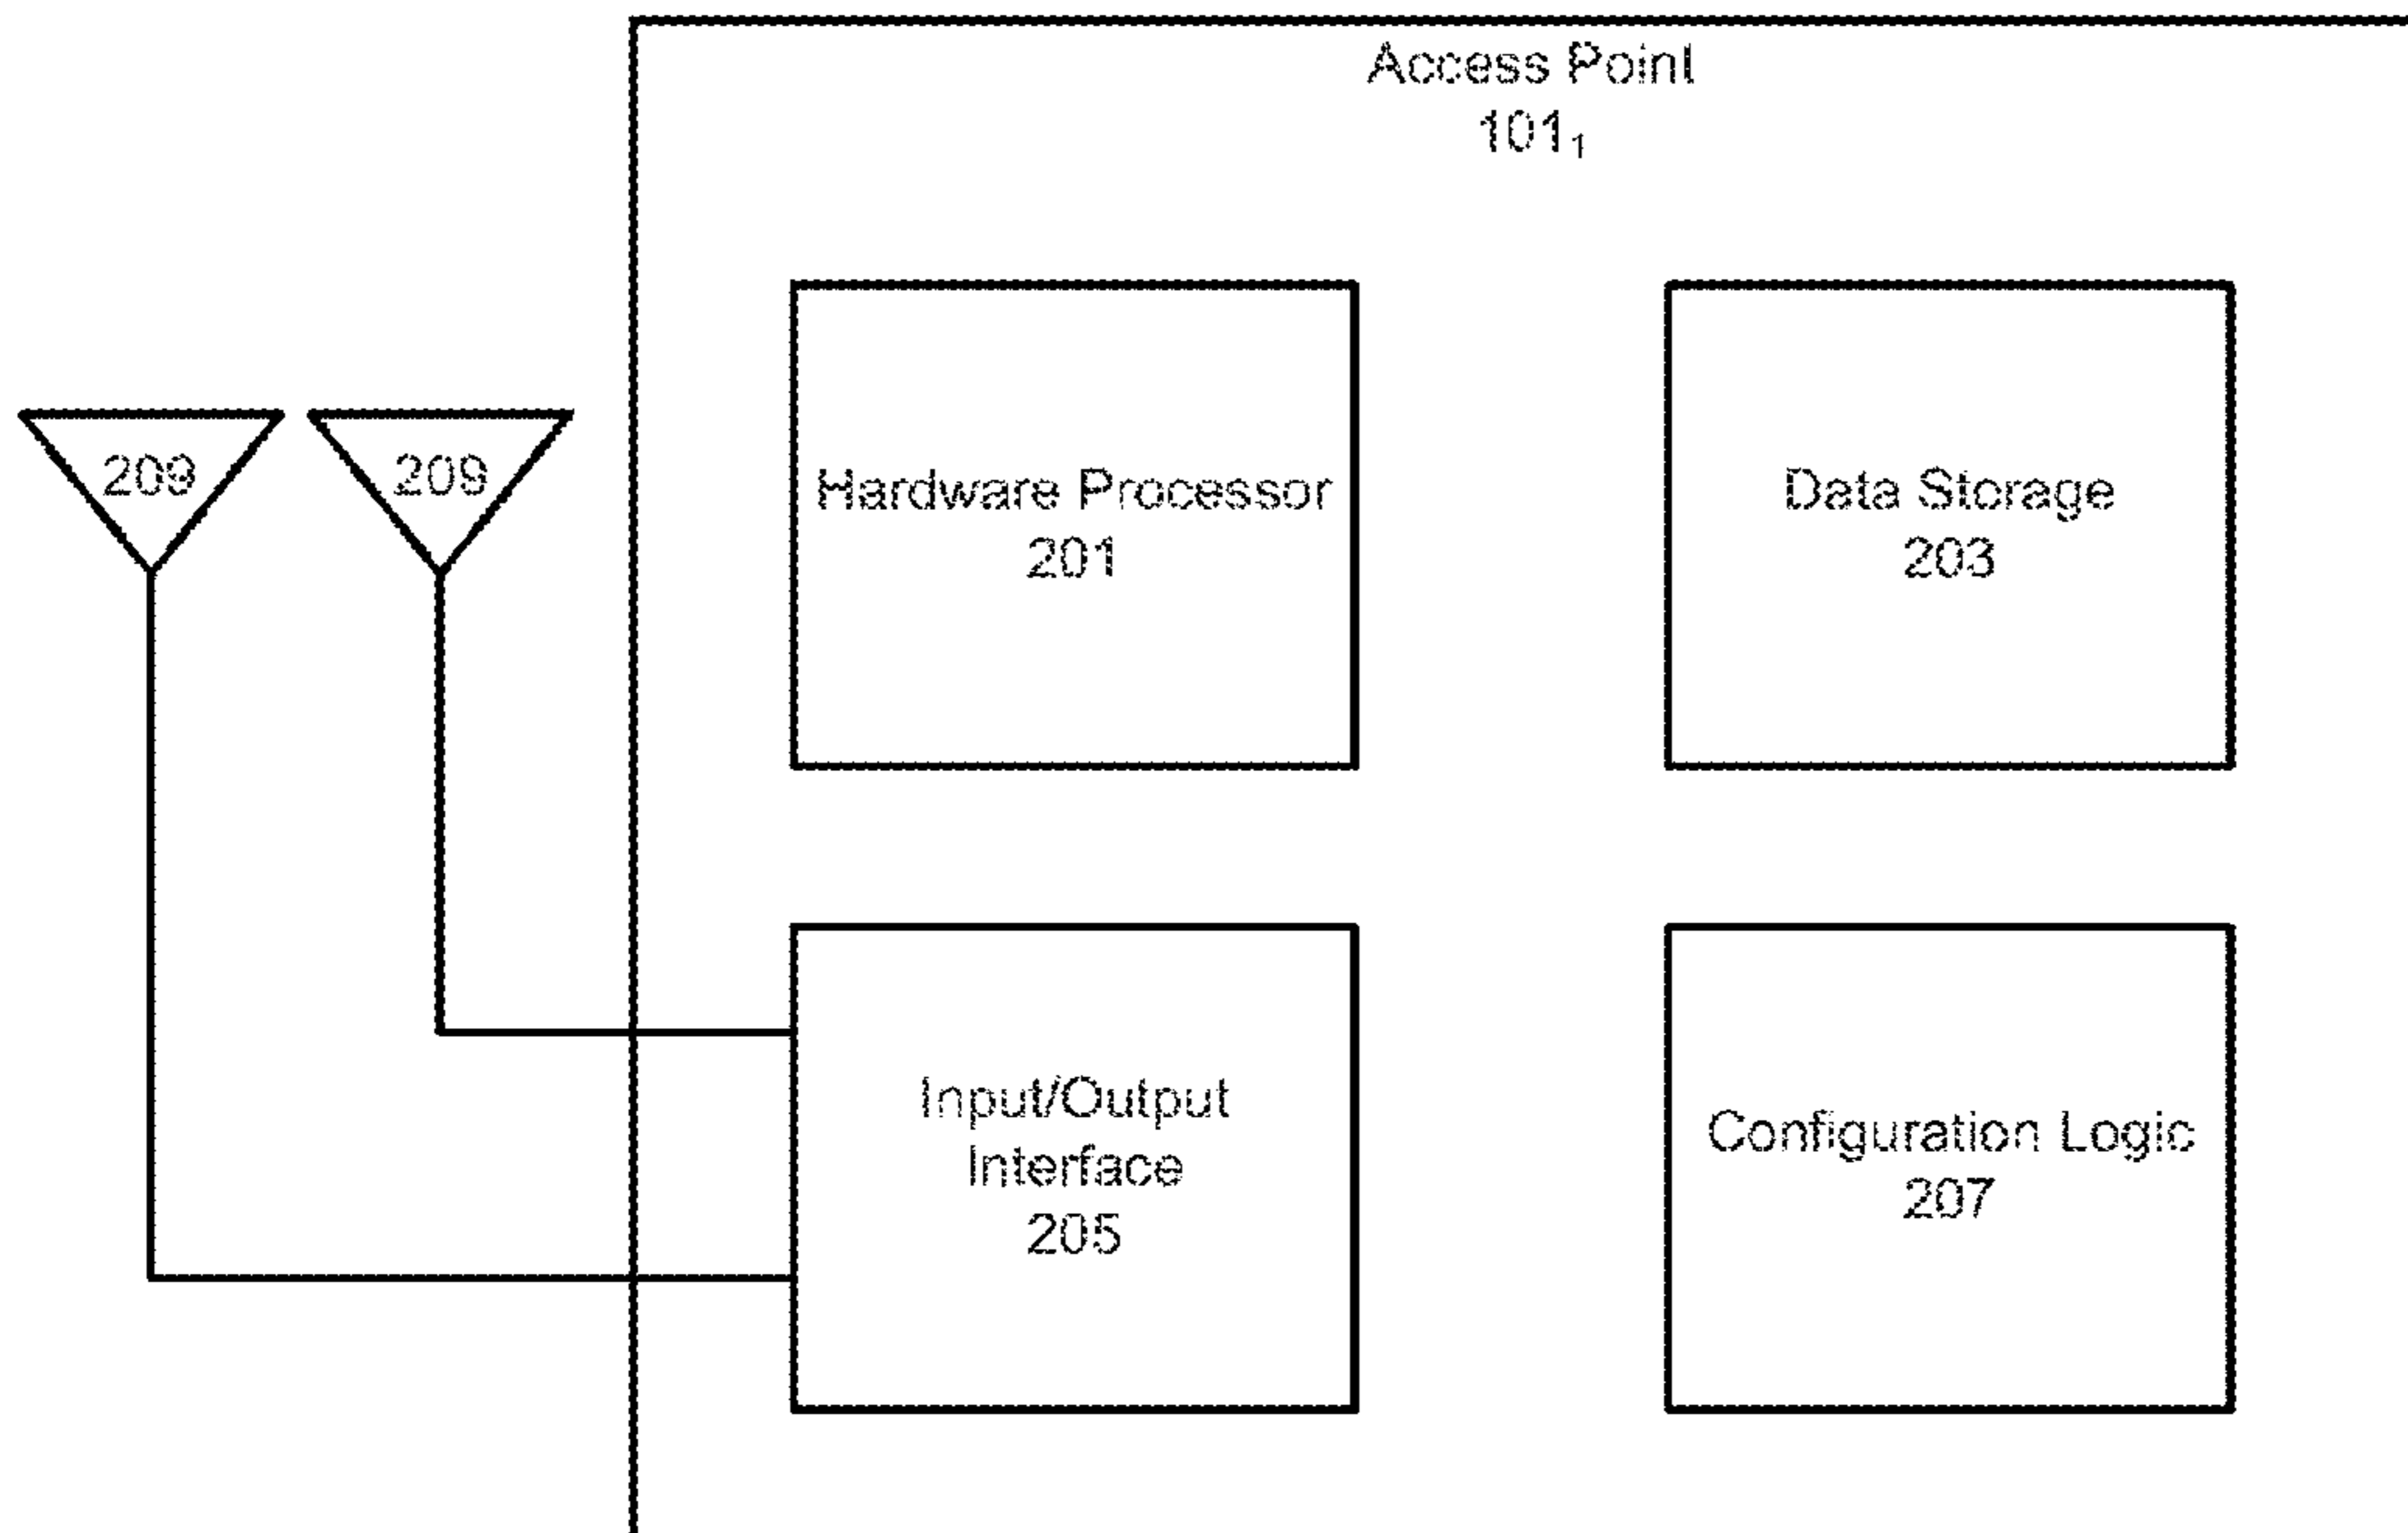 Access Point
101₁
209
209
Hardware Processor
201
Data Storage
203
Input/Output
Interface
205
Configuration Logic
207